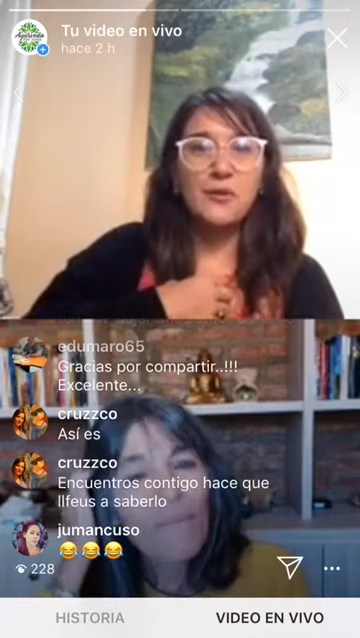 Tu video en vivo
hace 2 h
Ayurveda
edumaro65
Gracias por compartir..!!!
Excelente...
cruzzco
Así es
cruzzco
Encuentros contigo hace que
llfeus a saberlo
jumancuso
😂😂😂
228
HISTORIA
VIDEO EN VIVO